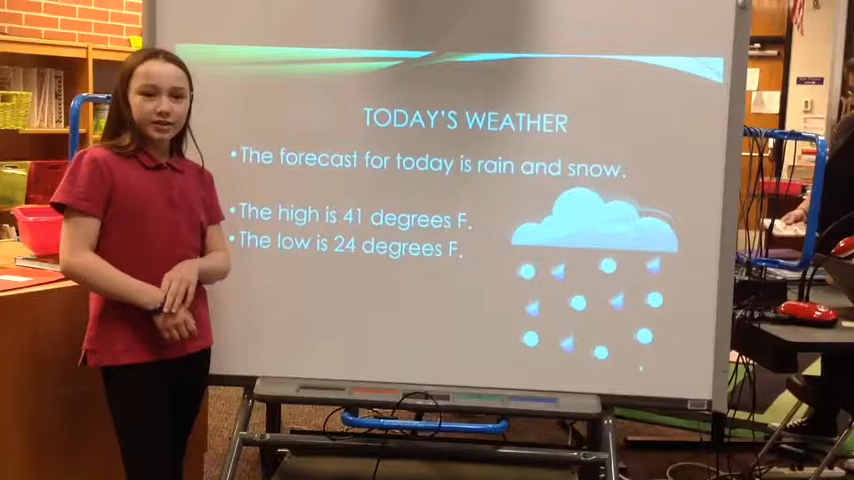 TODAY'S WEATHER
• The forecast for today is rain and snow.
• The high is 41 degrees F.
• The low is 24 degrees F.